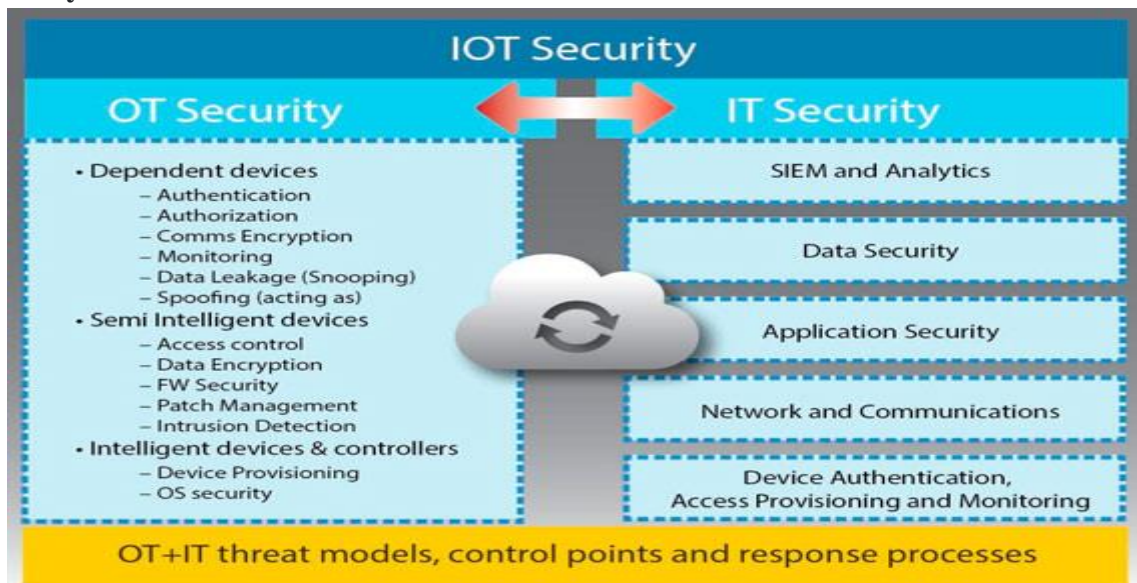 IOT Security
OT Security
• Dependent devices
– Authentication
– Authorization
– Comms Encryption
– Monitoring
– Data Leakage (Snooping)
– Spoofing (acting as)
• Semi Intelligent devices
– Access control
– Data Encryption
– FW Security
– Patch Management
– Intrusion Detection
• Intelligent devices & controllers
– Device Provisioning
– OS security
IT Security
SIEM and Analytics
Data Security
Application Security
Network and Communications
Device Authentication,
Access Provisioning and Monitoring
OT+IT threat models, control points and response processes